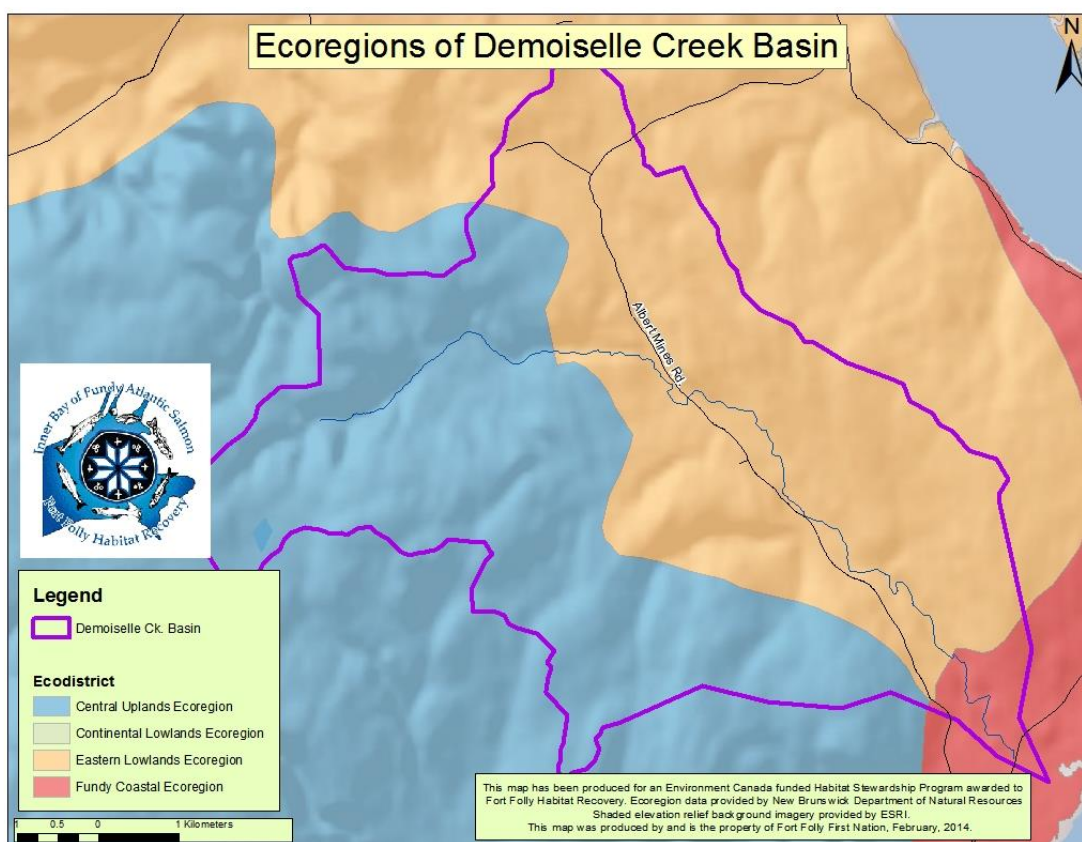 Ecoregions of Demoiselle Creek Basin
N
Albert Mines Rd
Inner Bay of Fundy Atlantic Salmon
Fort Folly Habitat Recovery
Legend
Demoiselle Ck. Basin
Ecodistrict
Central Uplands Ecoregion
Continental Lowlands Ecoregion
Eastern Lowlands Ecoregion
Fundy Coastal Ecoregion
1 0.5 0 1 Kilometers
This map has been produced for an Environment Canada funded Habitat Stewardship Program awarded to
Fort Folly Habitat Recovery. Ecoregion data provided by New Brunswick Department of Natural Resources
Shaded elevation relief background imagery provided by ESRI.
This map was produced by and is the property of Fort Folly First Nation, February, 2014.